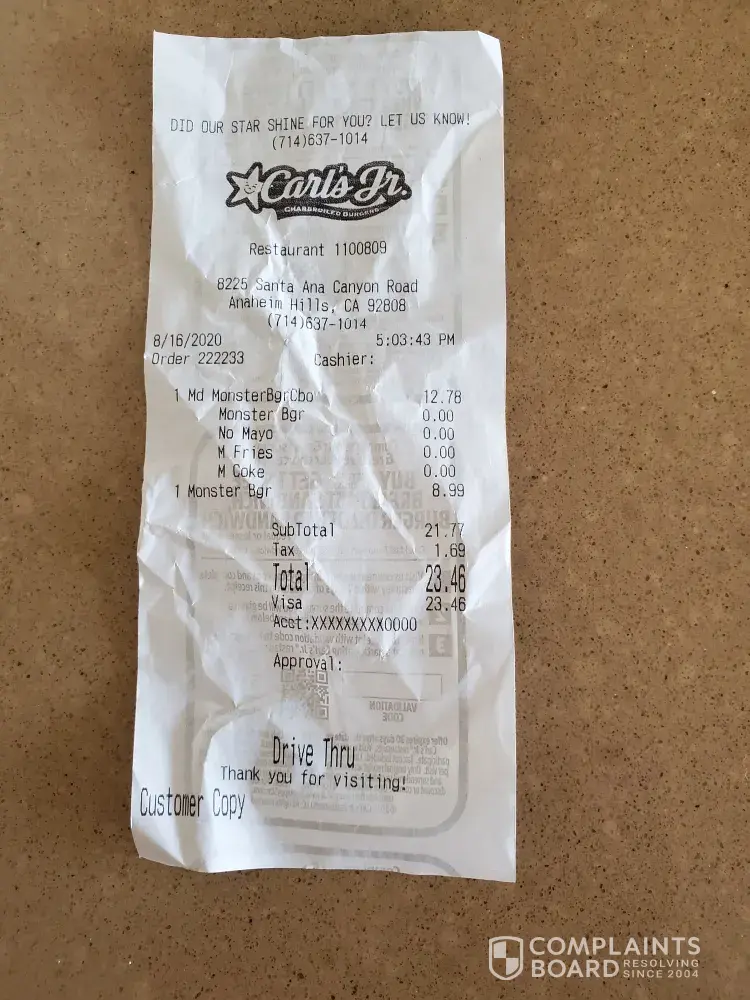 DID OUR STAR SHINE FOR YOU? LET US KNOW!
(714)637-1014
Carl's Jr.
CHARBROILED BURGERS
Restaurant 1100809
8225 Santa Ana Canyon Road
Anaheim Hills, CA 92808
(714)637-1014
8/16/2020 5:03:43 PM
Order 222233 Cashier:
1 Md MonsterBgrCbo 12.78
Monster Bgr 0.00
No Mayo 0.00
M Fries 0.00
M Coke 0.00
1 Monster Bgr 8.99
SubTotal 21.77
Tax 1.69
Total 23.46
Visa 23.46
Acct:XXXXXXXXX0000
Approval:
VALIDATION
CODE
Drive Thru
Thank you for visiting!
Customer Copy
COMPLAINTS
BOARD RESOLVING
SINCE 2004